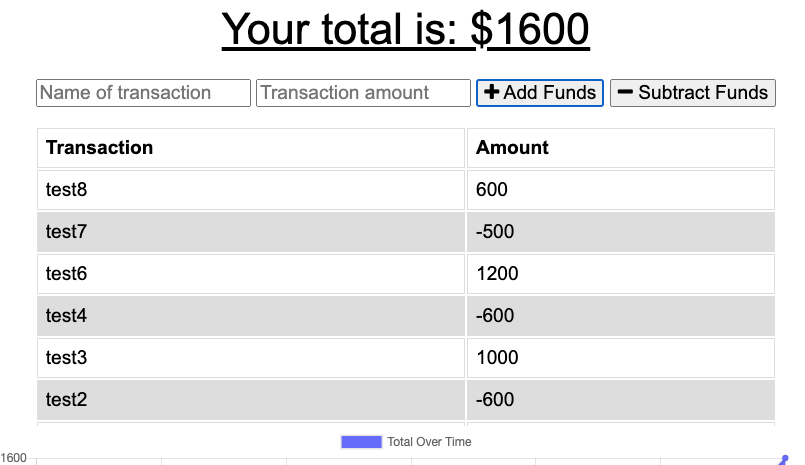 Your total is: $1600
Name of transaction Transaction amount Add Funds Subtract Funds
Transaction Amount
test8 600
test7 -500
test6 1200
test4 -600
test3 1000
test2 -600
Total Over Time
1600